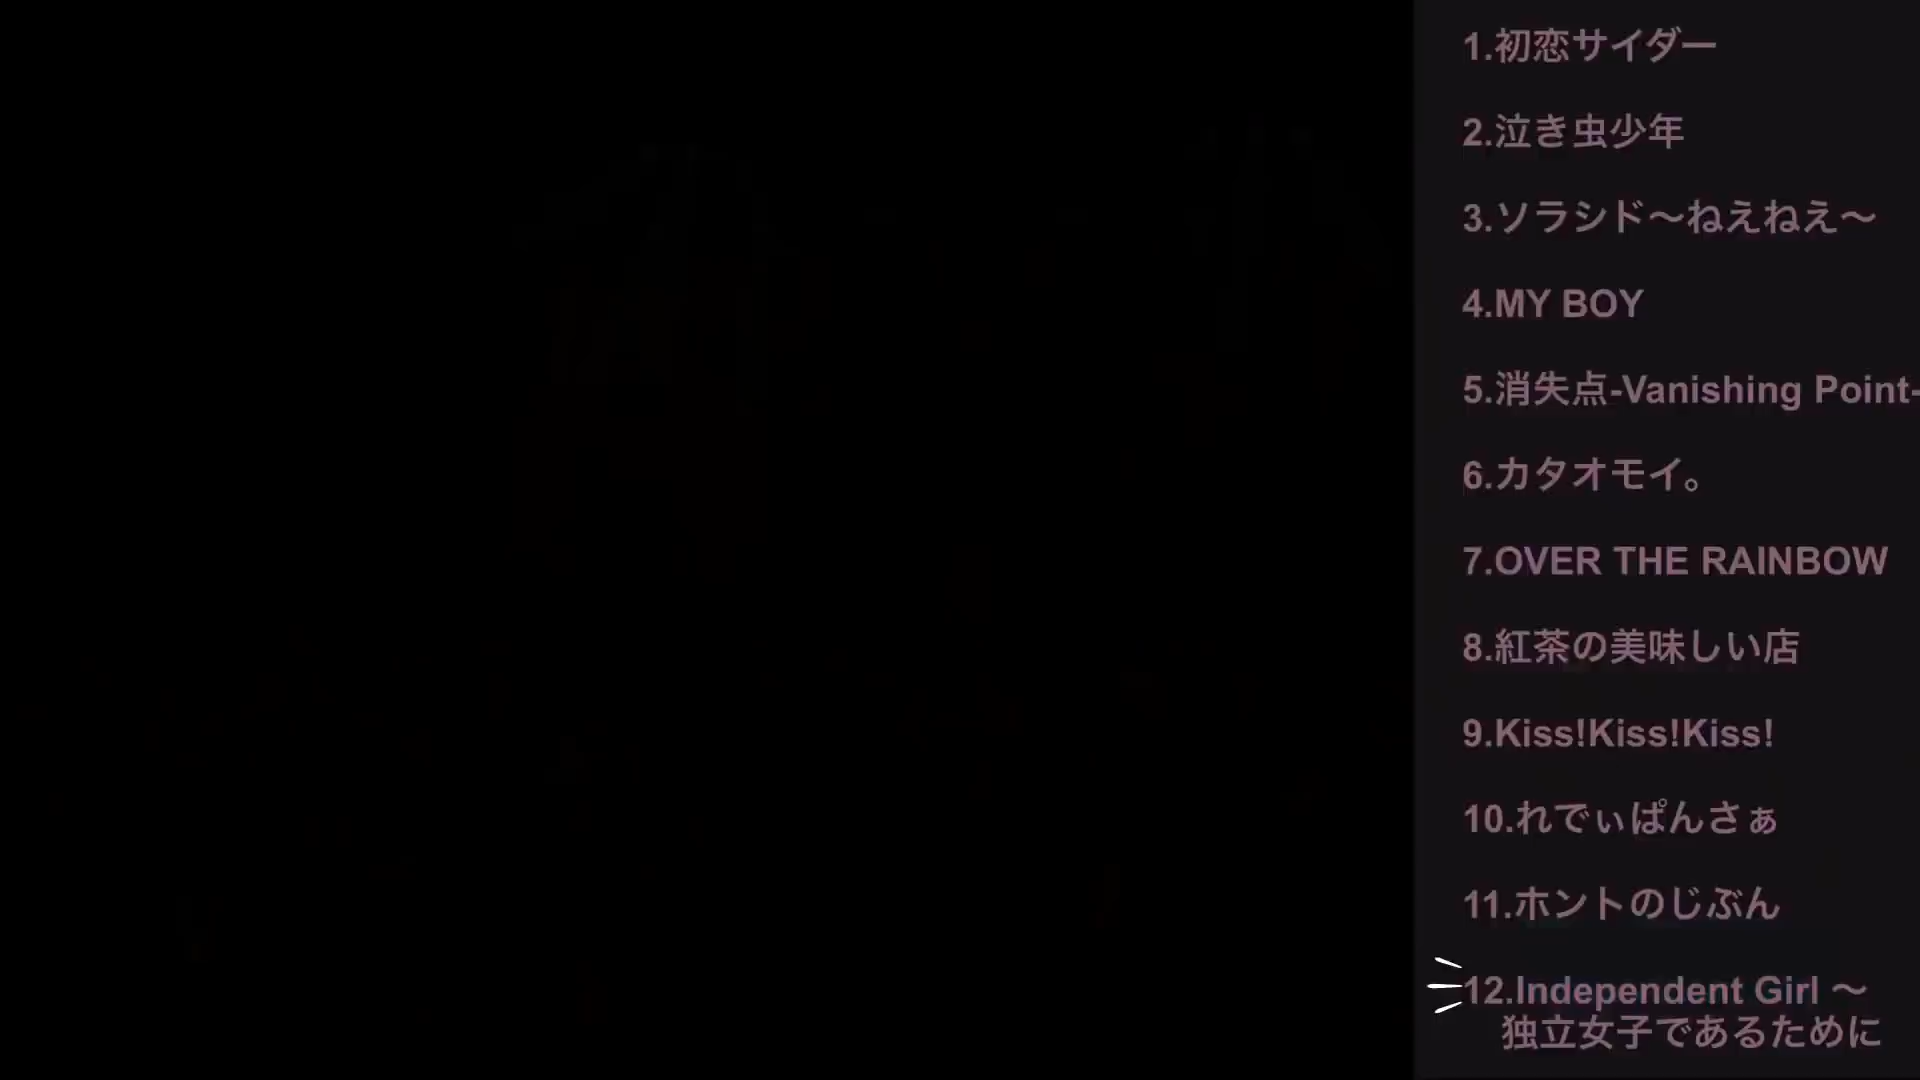 1.初恋サイダー
2.泣き虫少年
3.ソラシド〜ねえねえ〜
4.MY BOY
5.消失点-Vanishing Point-
6.カタオモイ。
7.OVER THE RAINBOW
8.紅茶の美味しい店
9.Kiss!Kiss!Kiss!
10.れでぃぱんさぁ
11.ホントのじぶん
12.Independent Girl 〜
独立女子であるために